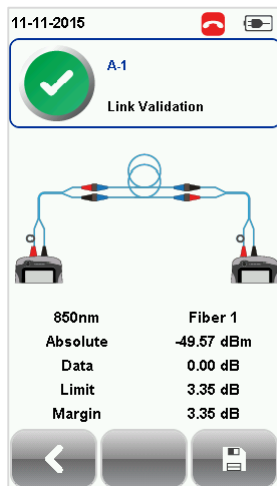 11-11-2015
A-1
Link Validation
850nm Fiber 1
Absolute -49.57 dBm
Data 0.00 dB
Limit 3.35 dB
Margin 3.35 dB